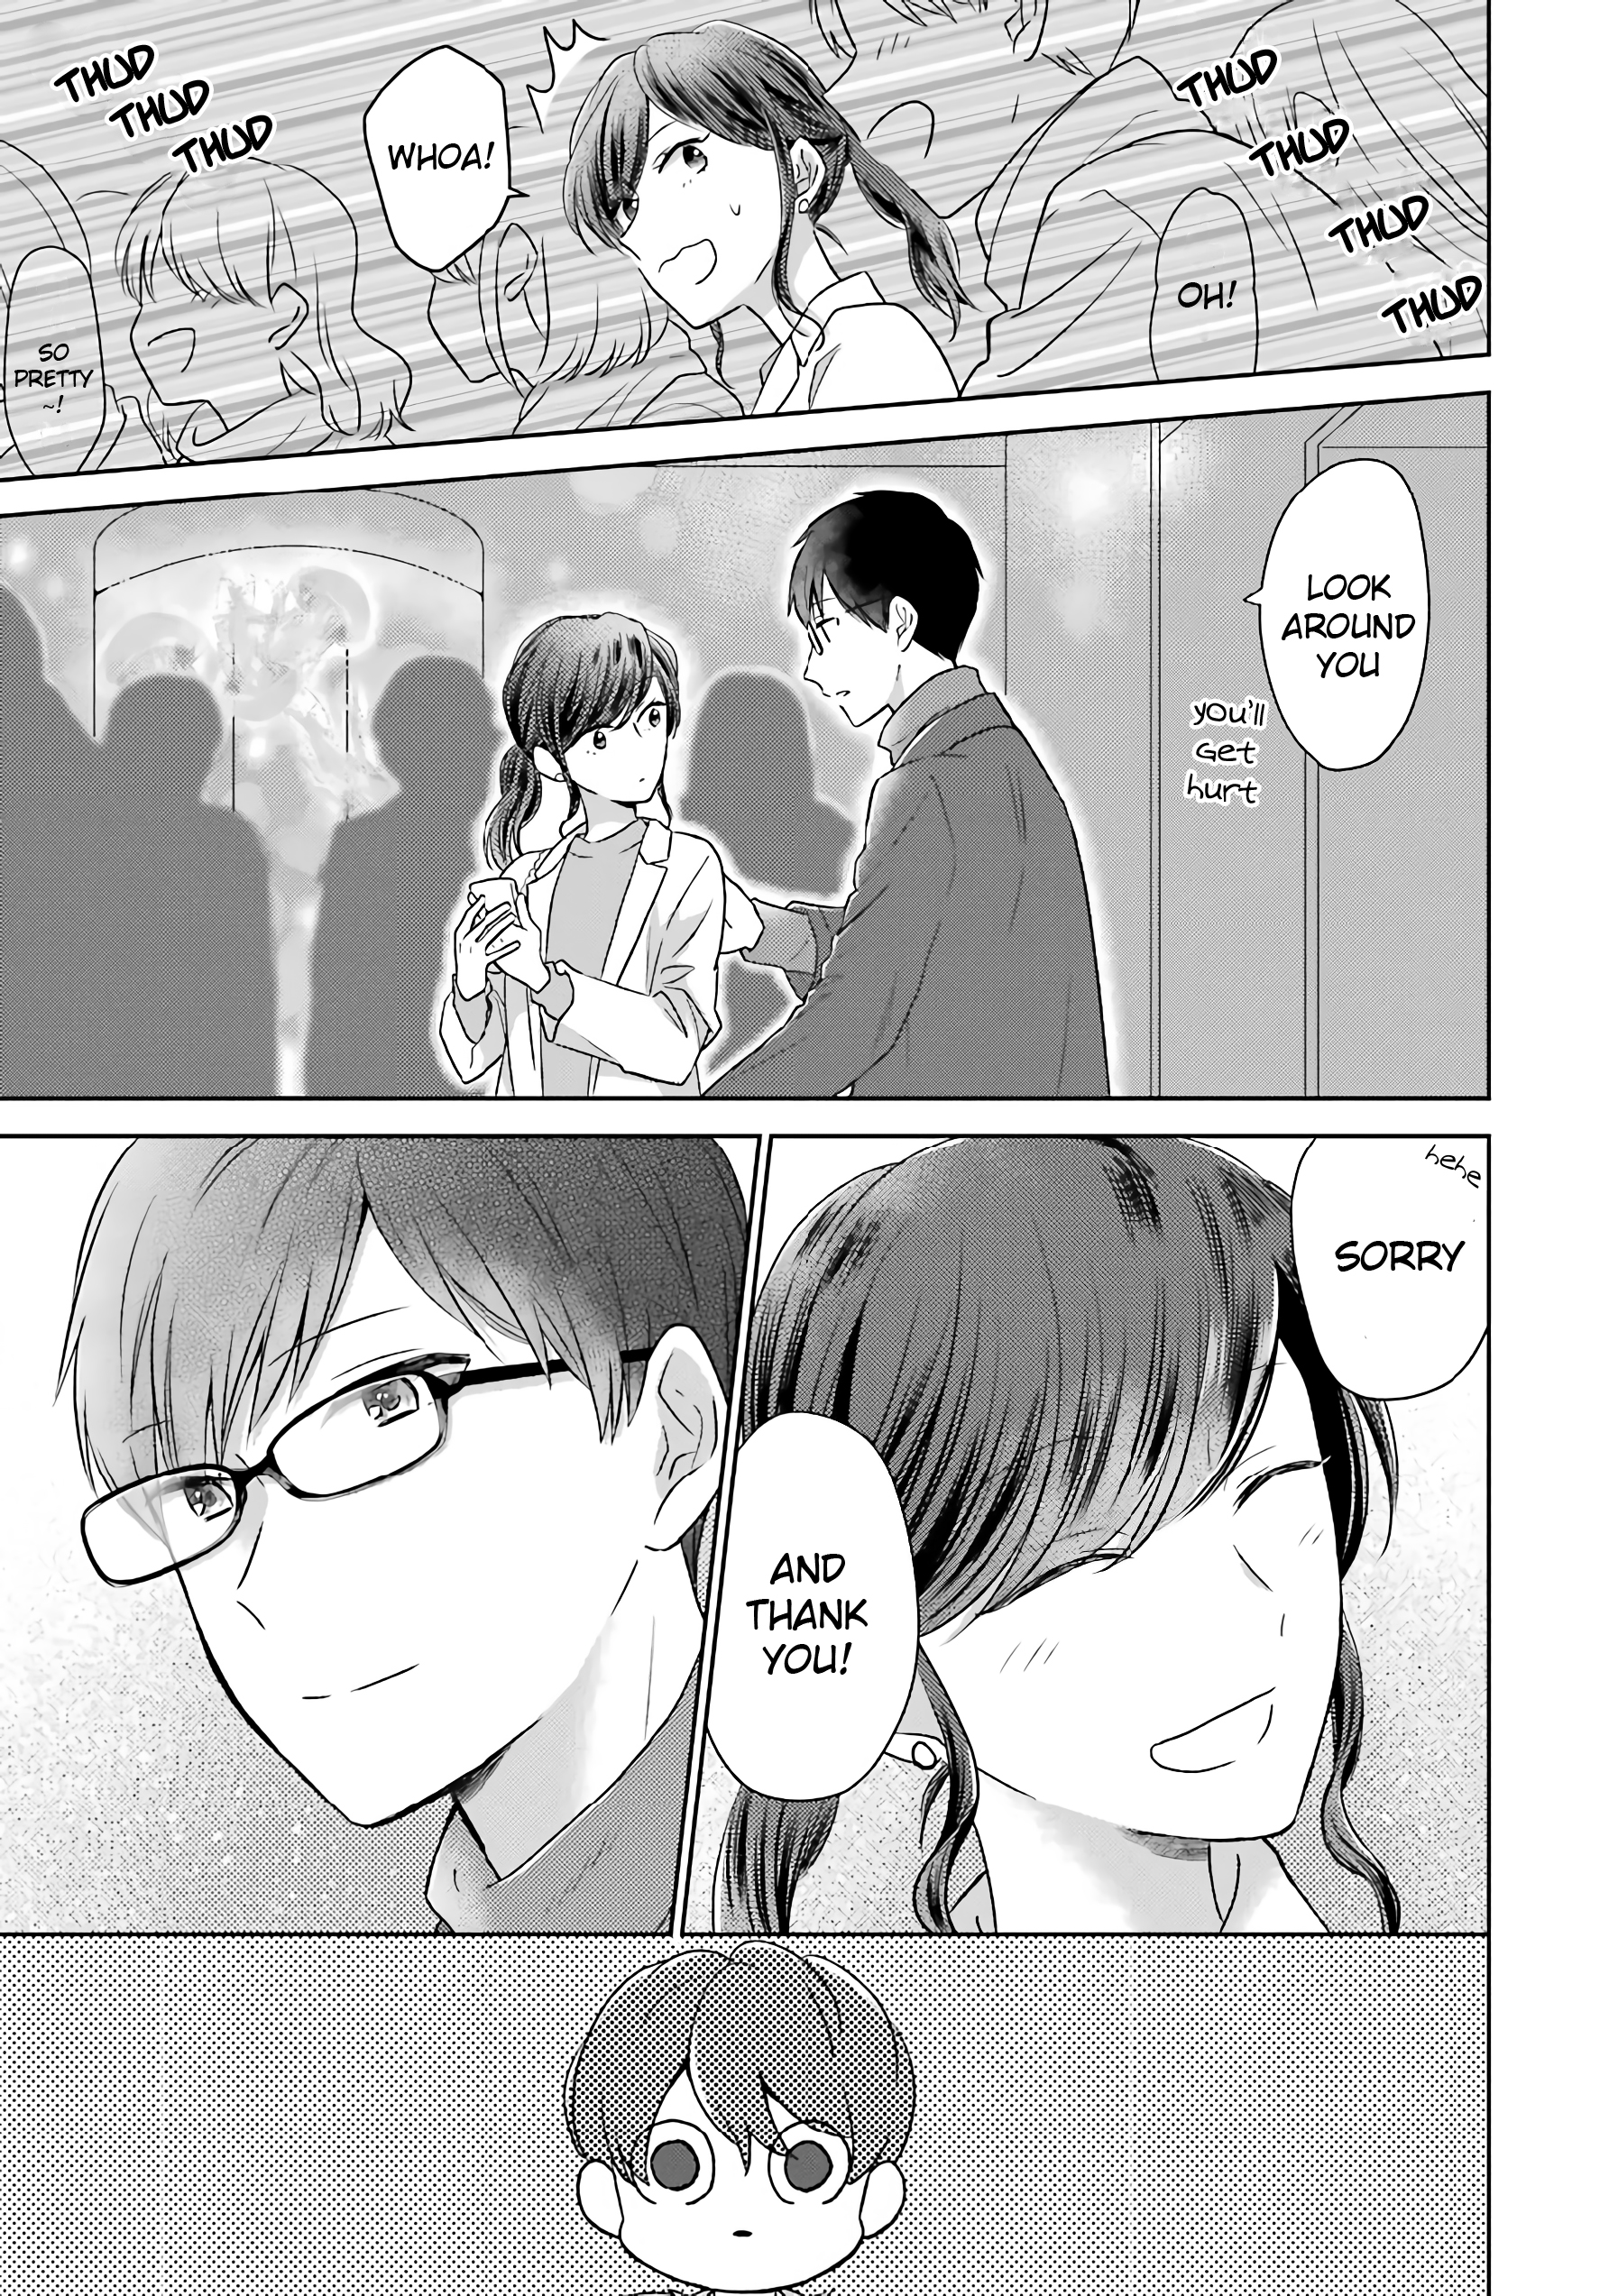 THUD
THUD
THUD
THUD
OH!
THUD
THUD
THUD
WHOA!
SO
PRETTY
~!
LOOK
AROUND
YOU
you'll
Get
hurt
hehe
SORRY
AND
THANK
YOU!